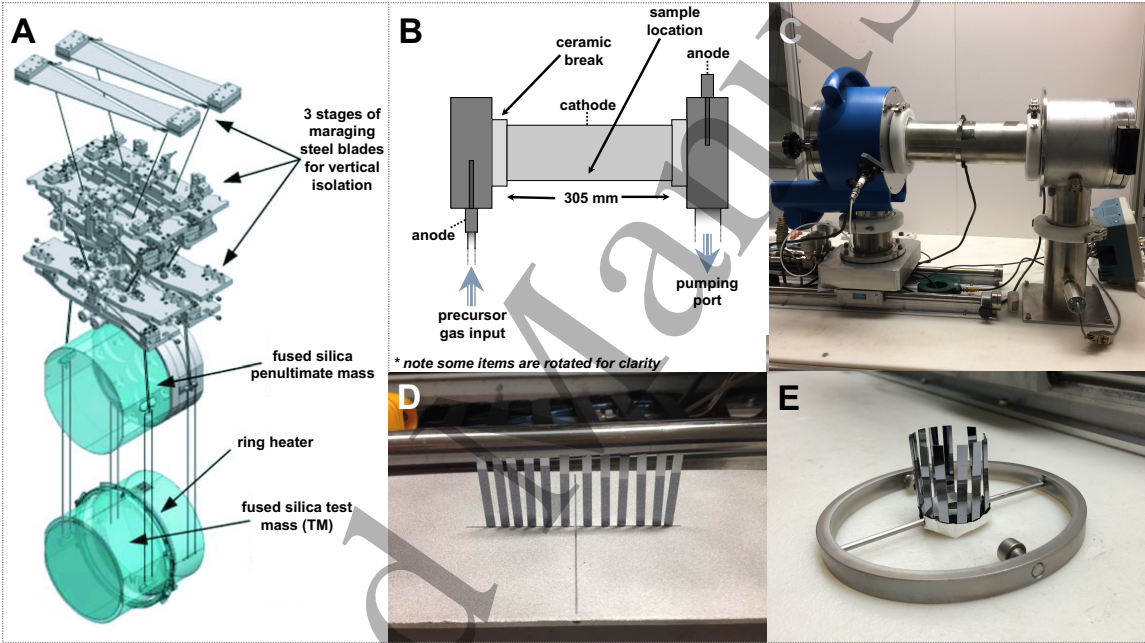 A
3 stages of
maraging
steel blades
for vertical
isolation
fused silica
penultimate mass
ring heater
fused silica test
mass (TM)
B
sample
location
ceramic
break
anode
cathode
305 mm
anode
pumping
port
precursor
gas input
* note some items are rotated for clarity
C
D
E
d Manu